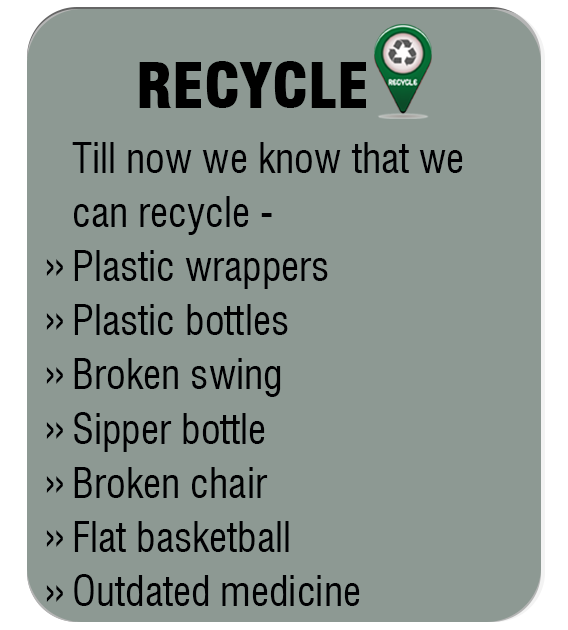 RECYCLE
RECYCLE
Till now we know that we
can recycle -
›› Plastic wrappers
›› Plastic bottles
›› Broken swing
›› Sipper bottle
›› Broken chair
›› Flat basketball
›› Outdated medicine